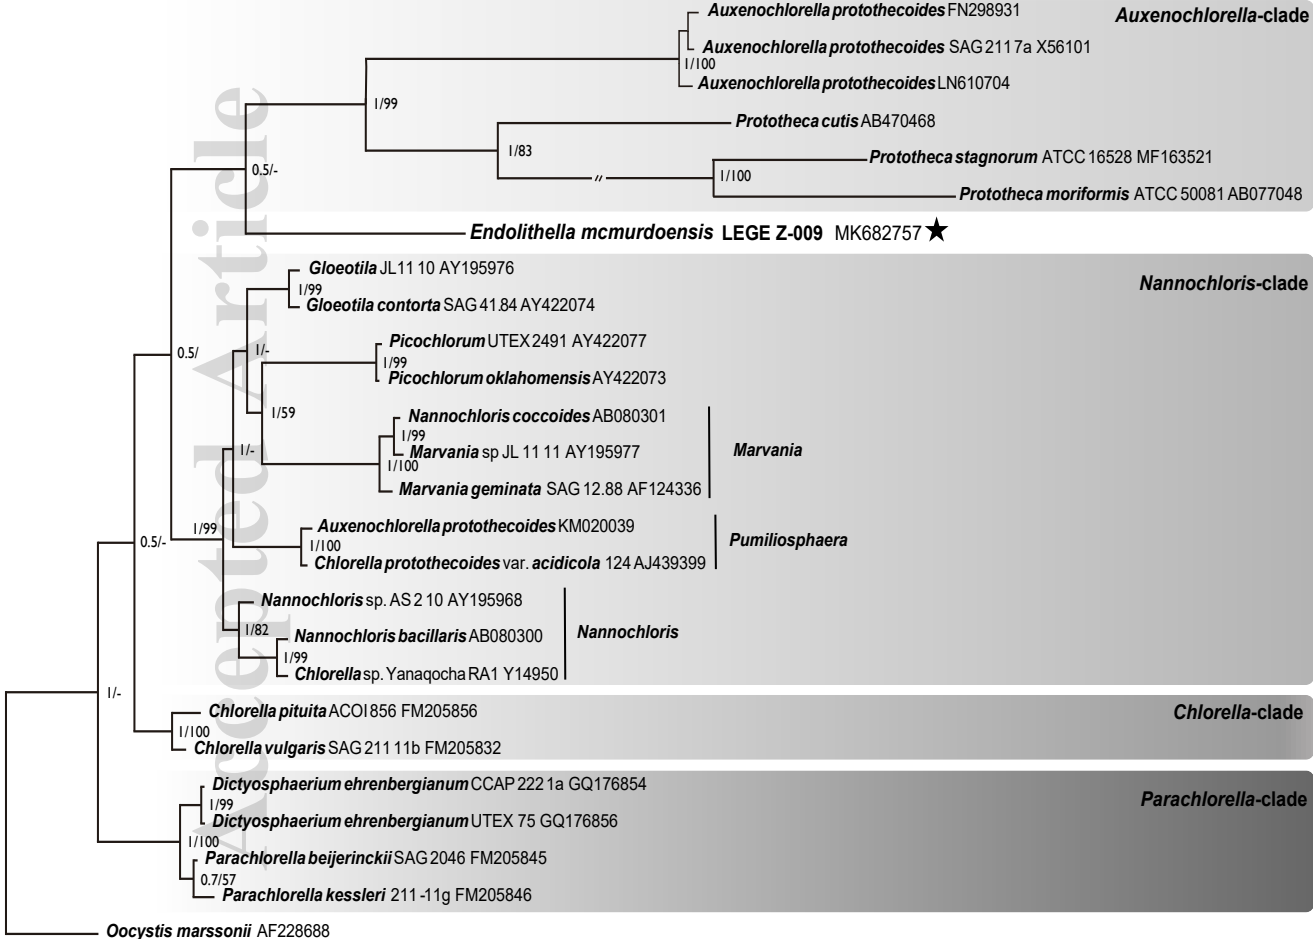 Auxenochlorella protothecoides FN298931
Auxenochlorella-clade
Auxenochlorella protothecoides SAG 211 7a X56101
1/100
Auxenochlorella protothecoides LN610704
1/99
Prototheca cutis AB470468
1/83
Prototheca stagnorum ATCC 16528 MF163521
0.5/-
1/100
//
Prototheca moriformis ATCC 50081 AB077048
Endolithella mcmurdoensis LEGE Z-009 MK682757 ★
Gloeotila JL11 10 AY195976
Nannochloris-clade
1/99
Gloeotila contorta SAG 41.84 AY422074
Picochlorum UTEX 2491 AY422077
0.5/
1/-
1/99
Picochlorum oklahomensis AY422073
1/59
Nannochloris coccoides AB080301
1/99
1/-
Marvania sp JL 11 11 AY195977
Marvania
1/100
Marvania geminata SAG 12.88 AF124336
1/99
Auxenochlorella protothecoides KM020039
0.5/-
1/100
Pumiliosphaera
Chlorella protothecoides var. acidicola 124 AJ439399
Nannochloris sp. AS 2 10 AY195968
1/82
Nannochloris bacillaris AB080300
Nannochloris
1/99
Chlorella sp. Yanaqocha RA1 Y14950
1/-
Chlorella pituita ACOI 856 FM205856
Chlorella-clade
1/100
Chlorella vulgaris SAG 211 11b FM205832
Dictyosphaerium ehrenbergianum CCAP 222 1a GQ176854
Parachlorella-clade
1/99
Dictyosphaerium ehrenbergianum UTEX 75 GQ176856
1/100
Parachlorella beijerinckii SAG 2046 FM205845
0.7/57
Parachlorella kessleri 211-11g FM205846
Oocystis marssonii AF228688
Accepted Article